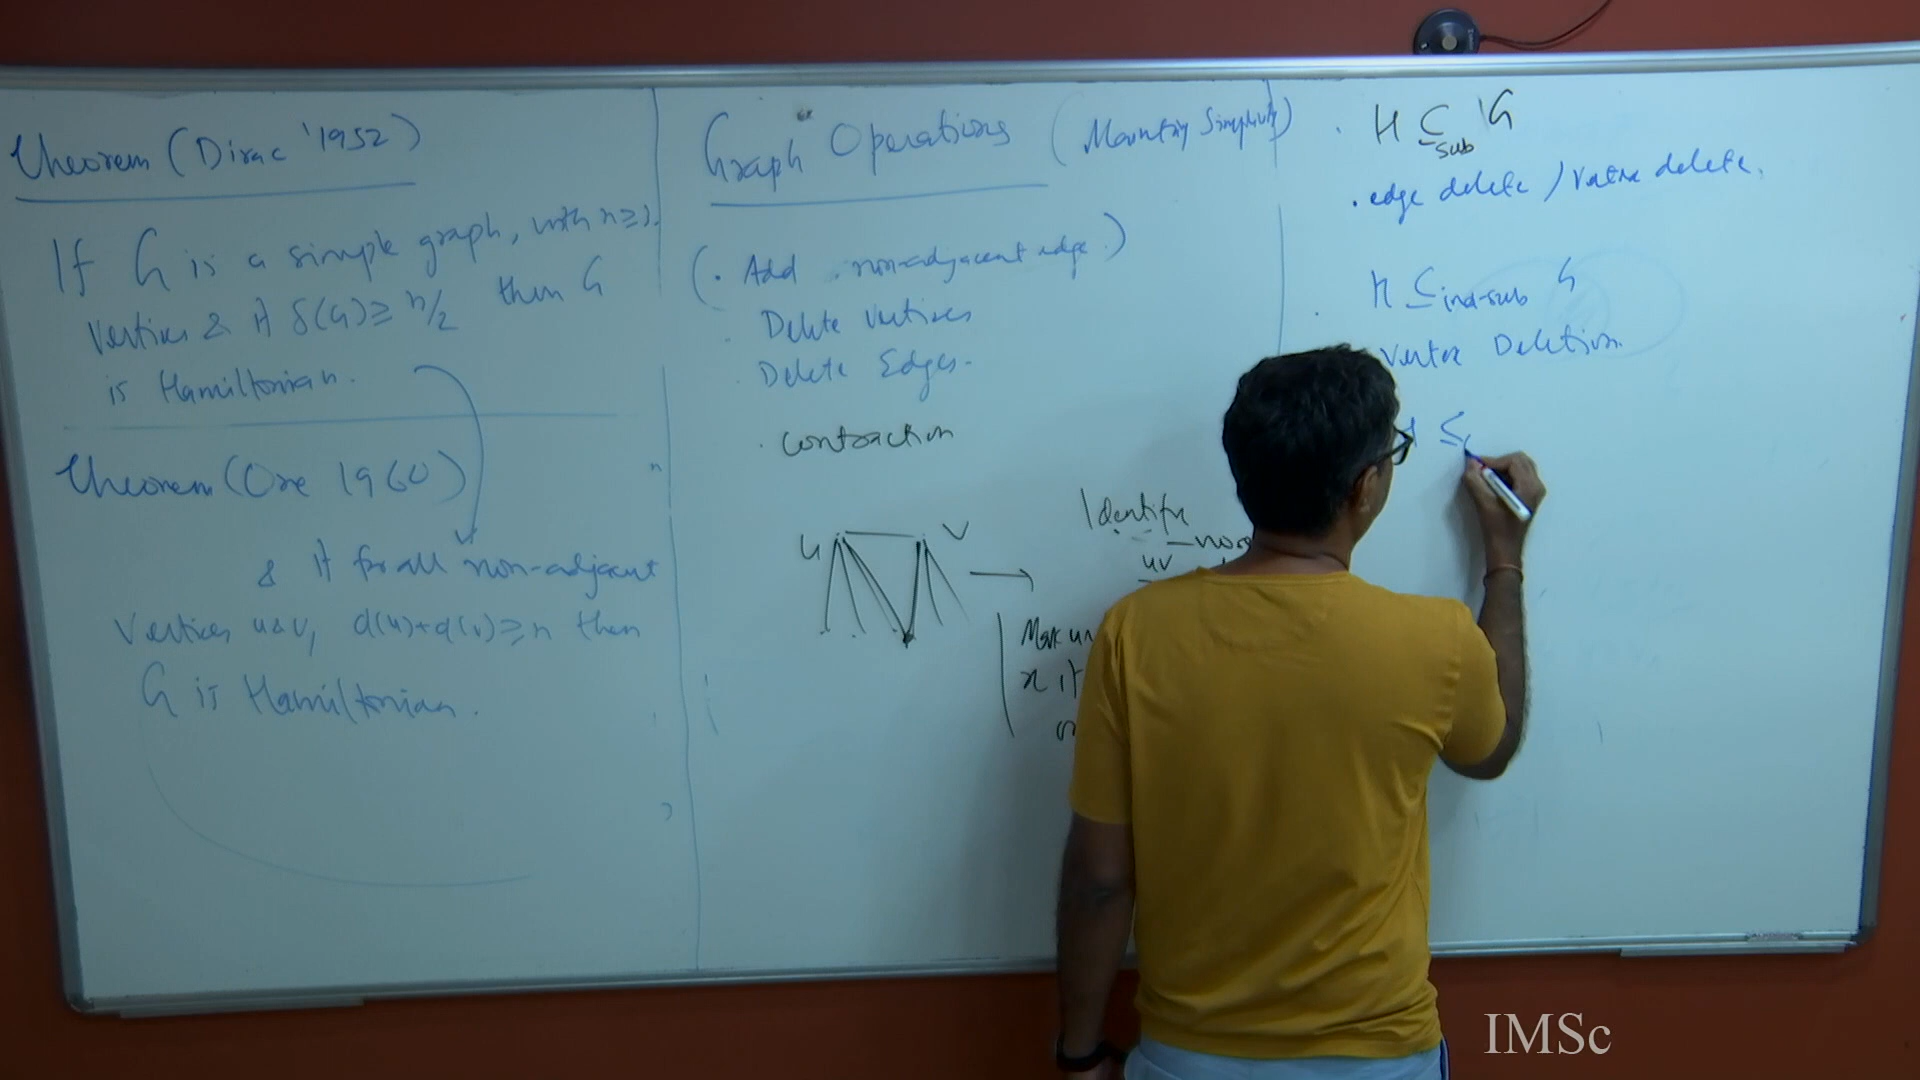 Theorem (Dirac '1952)
If G is a simple graph, with n≥3
Vertices & if δ(G)≥ n/2 then G
is Hamiltonian.
Theorem (Ore 1960)
& if for all non-adjacent
Vertices u&v, d(u)+d(v)≥n then
G is Hamiltonian.
Graph Operations (
(. Add non-adjacent edge.)
. Delete Vertices
. Delete Edges.
. Contraction
u v
Identify
uv
x if
. H ⊆sub G
. edge delete / Vertex delete.
. H ⊆ind-sub G
Vertex Deletion.
≤
IMSc